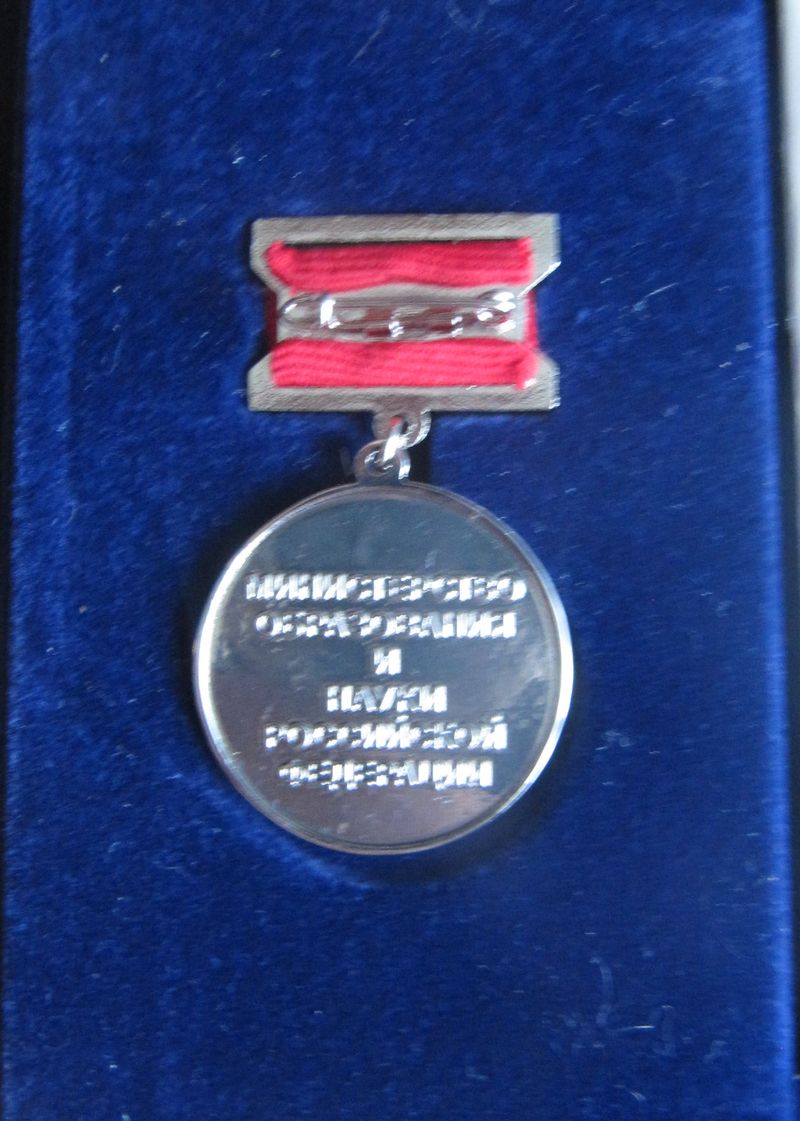 МИНИСТЕРСТВО
ОБРАЗОВАНИЯ
И
НАУКИ
РОССИЙСКОЙ
ФЕДЕРАЦИИ